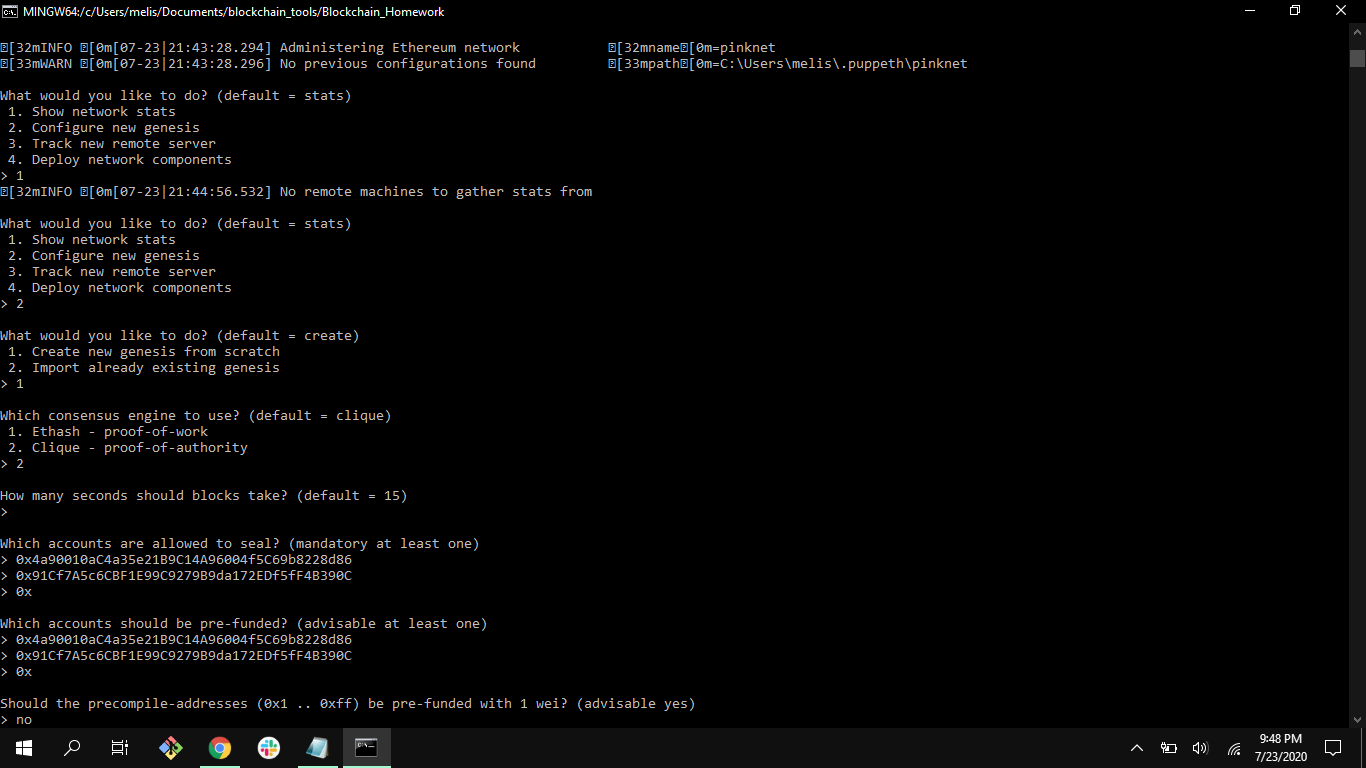 MINGW64:/c/Users/melis/Documents/blockchain_tools/Blockchain_Homework
[32mINFO [0m[07-23|21:43:28.294] Administering Ethereum network [32mname[0m=pinknet
[33mWARN [0m[07-23|21:43:28.296] No previous configurations found [33mpath[0m=C:\Users\melis\.puppeth\pinknet
What would you like to do? (default = stats)
1. Show network stats
2. Configure new genesis
3. Track new remote server
4. Deploy network components
> 1
[32mINFO [0m[07-23|21:44:56.532] No remote machines to gather stats from
What would you like to do? (default = stats)
1. Show network stats
2. Configure new genesis
3. Track new remote server
4. Deploy network components
> 2
What would you like to do? (default = create)
1. Create new genesis from scratch
2. Import already existing genesis
> 1
Which consensus engine to use? (default = clique)
1. Ethash - proof-of-work
2. Clique - proof-of-authority
> 2
How many seconds should blocks take? (default = 15)
>
Which accounts are allowed to seal? (mandatory at least one)
> 0x4a90010aC4a35e21B9C14A96004f5C69b8228d86
> 0x91Cf7A5c6CBF1E99C9279B9da172EDf5fF4B390C
> 0x
Which accounts should be pre-funded? (advisable at least one)
> 0x4a90010aC4a35e21B9C14A96004f5C69b8228d86
> 0x91Cf7A5c6CBF1E99C9279B9da172EDf5fF4B390C
> 0x
Should the precompile-addresses (0x1 .. 0xff) be pre-funded with 1 wei? (advisable yes)
> no
9:48 PM
7/23/2020